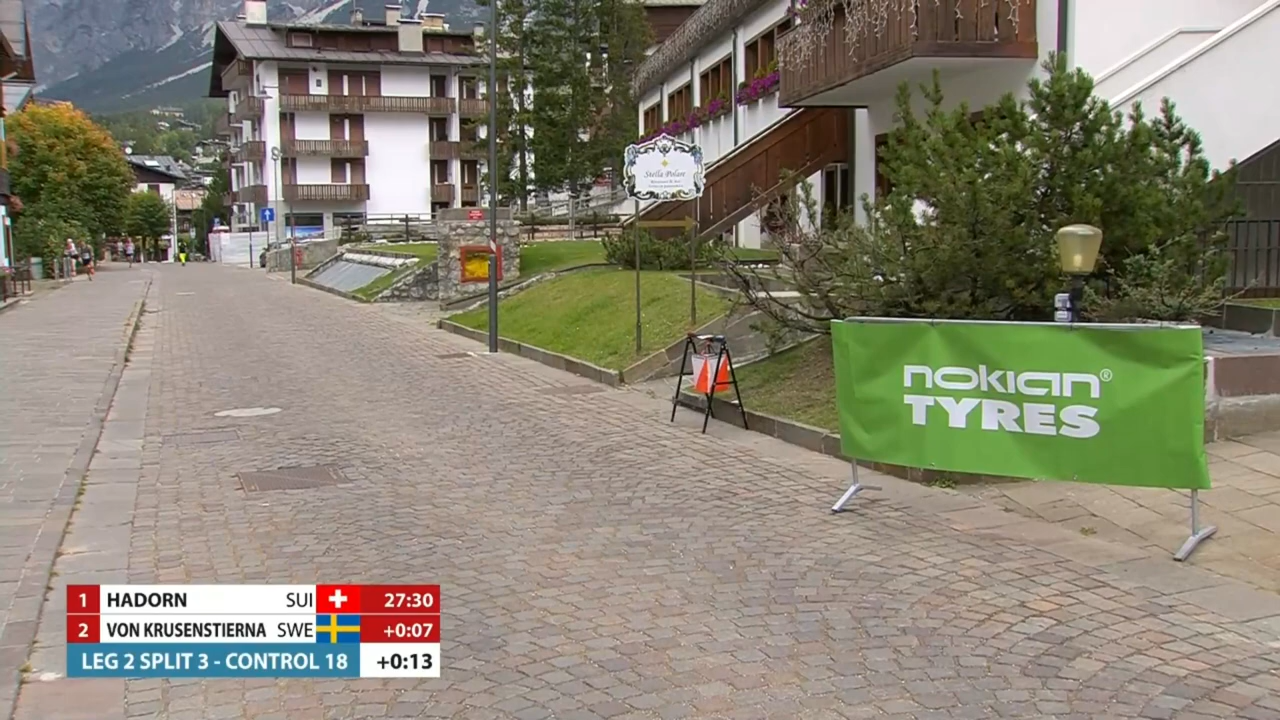 Stella Polare
nokian®
TYRES
1 HADORN SUI 27:30
2 VON KRUSENSTIERNA SWE +0:07
LEG 2 SPLIT 3 - CONTROL 18 +0:13